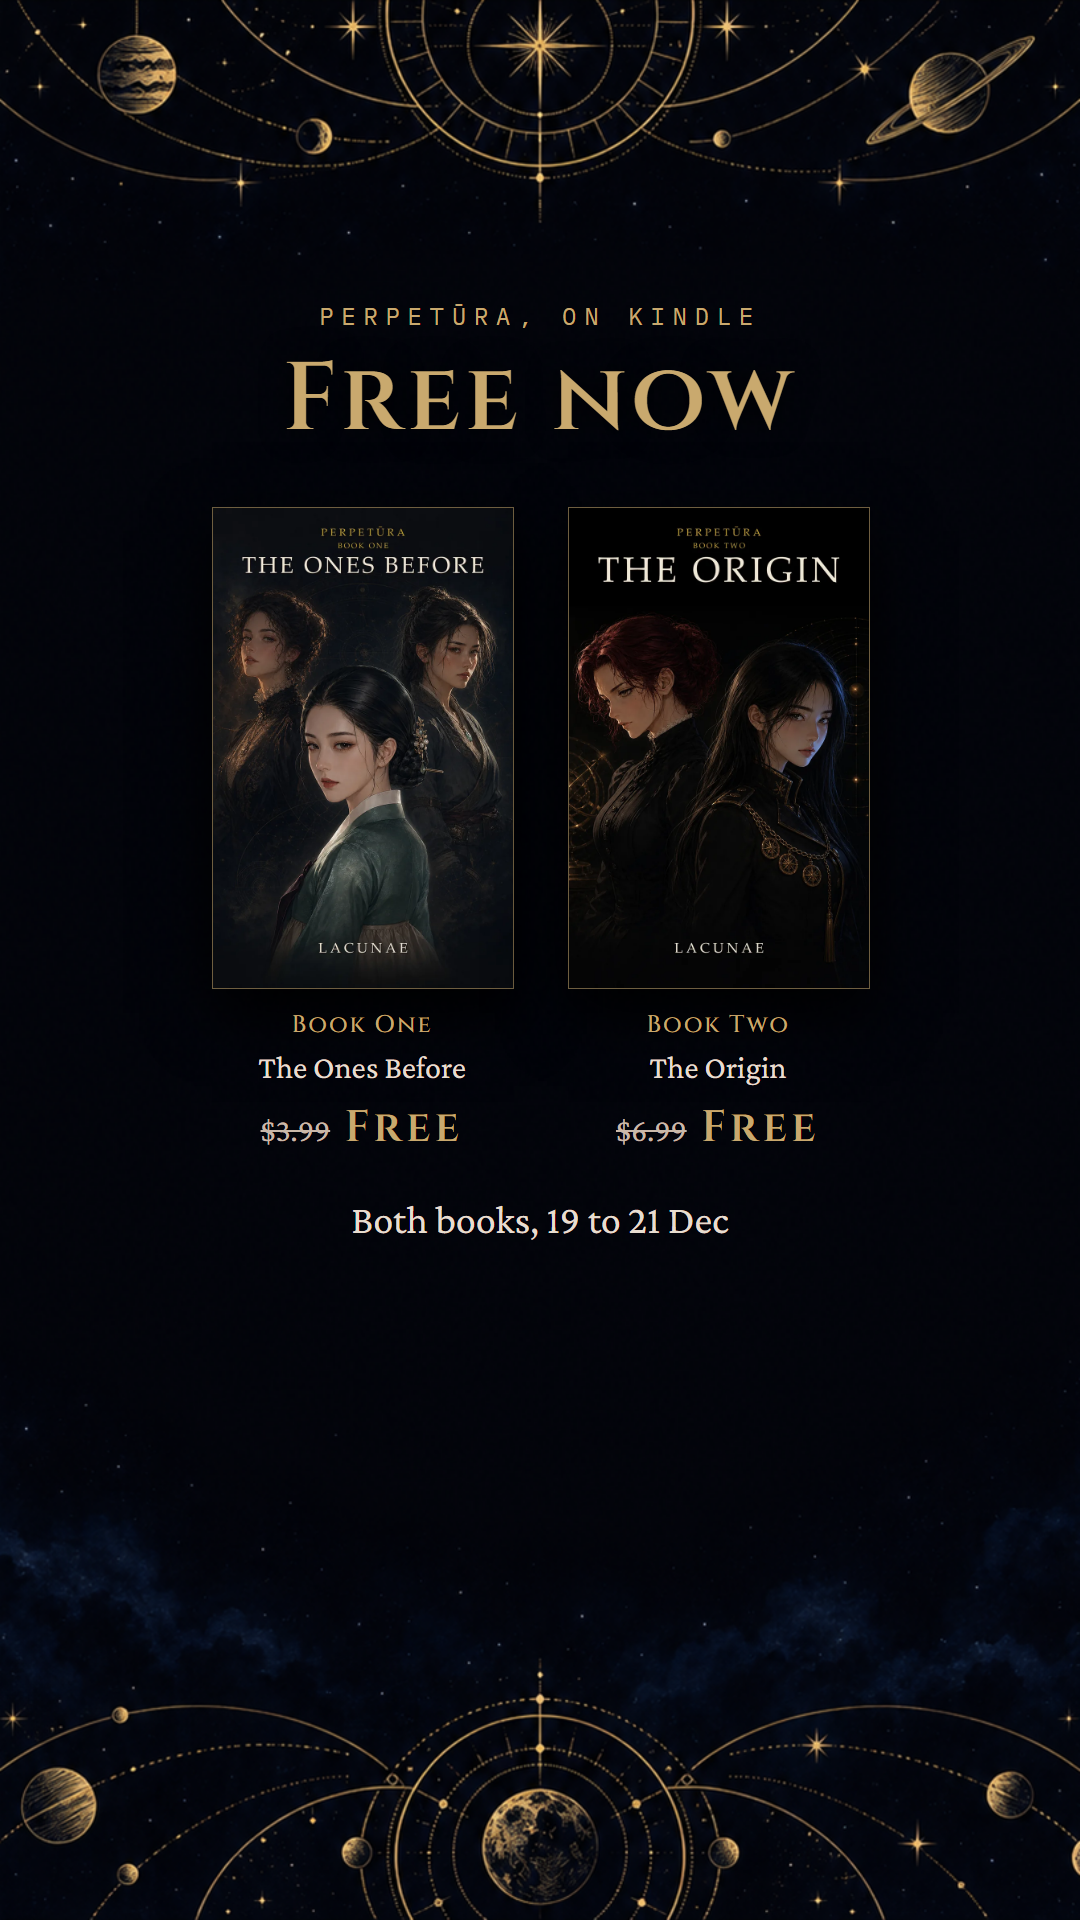 PERPETŪRA, ON KINDLE
FREE NOW
PERPETŪRA
BOOK ONE
THE ONES BEFORE
LACUNAE
PERPETŪRA
BOOK TWO
THE ORIGIN
LACUNAE
BOOK ONE
The Ones Before
$3.99 FREE
BOOK TWO
The Origin
$6.99 FREE
Both books, 19 to 21 Dec